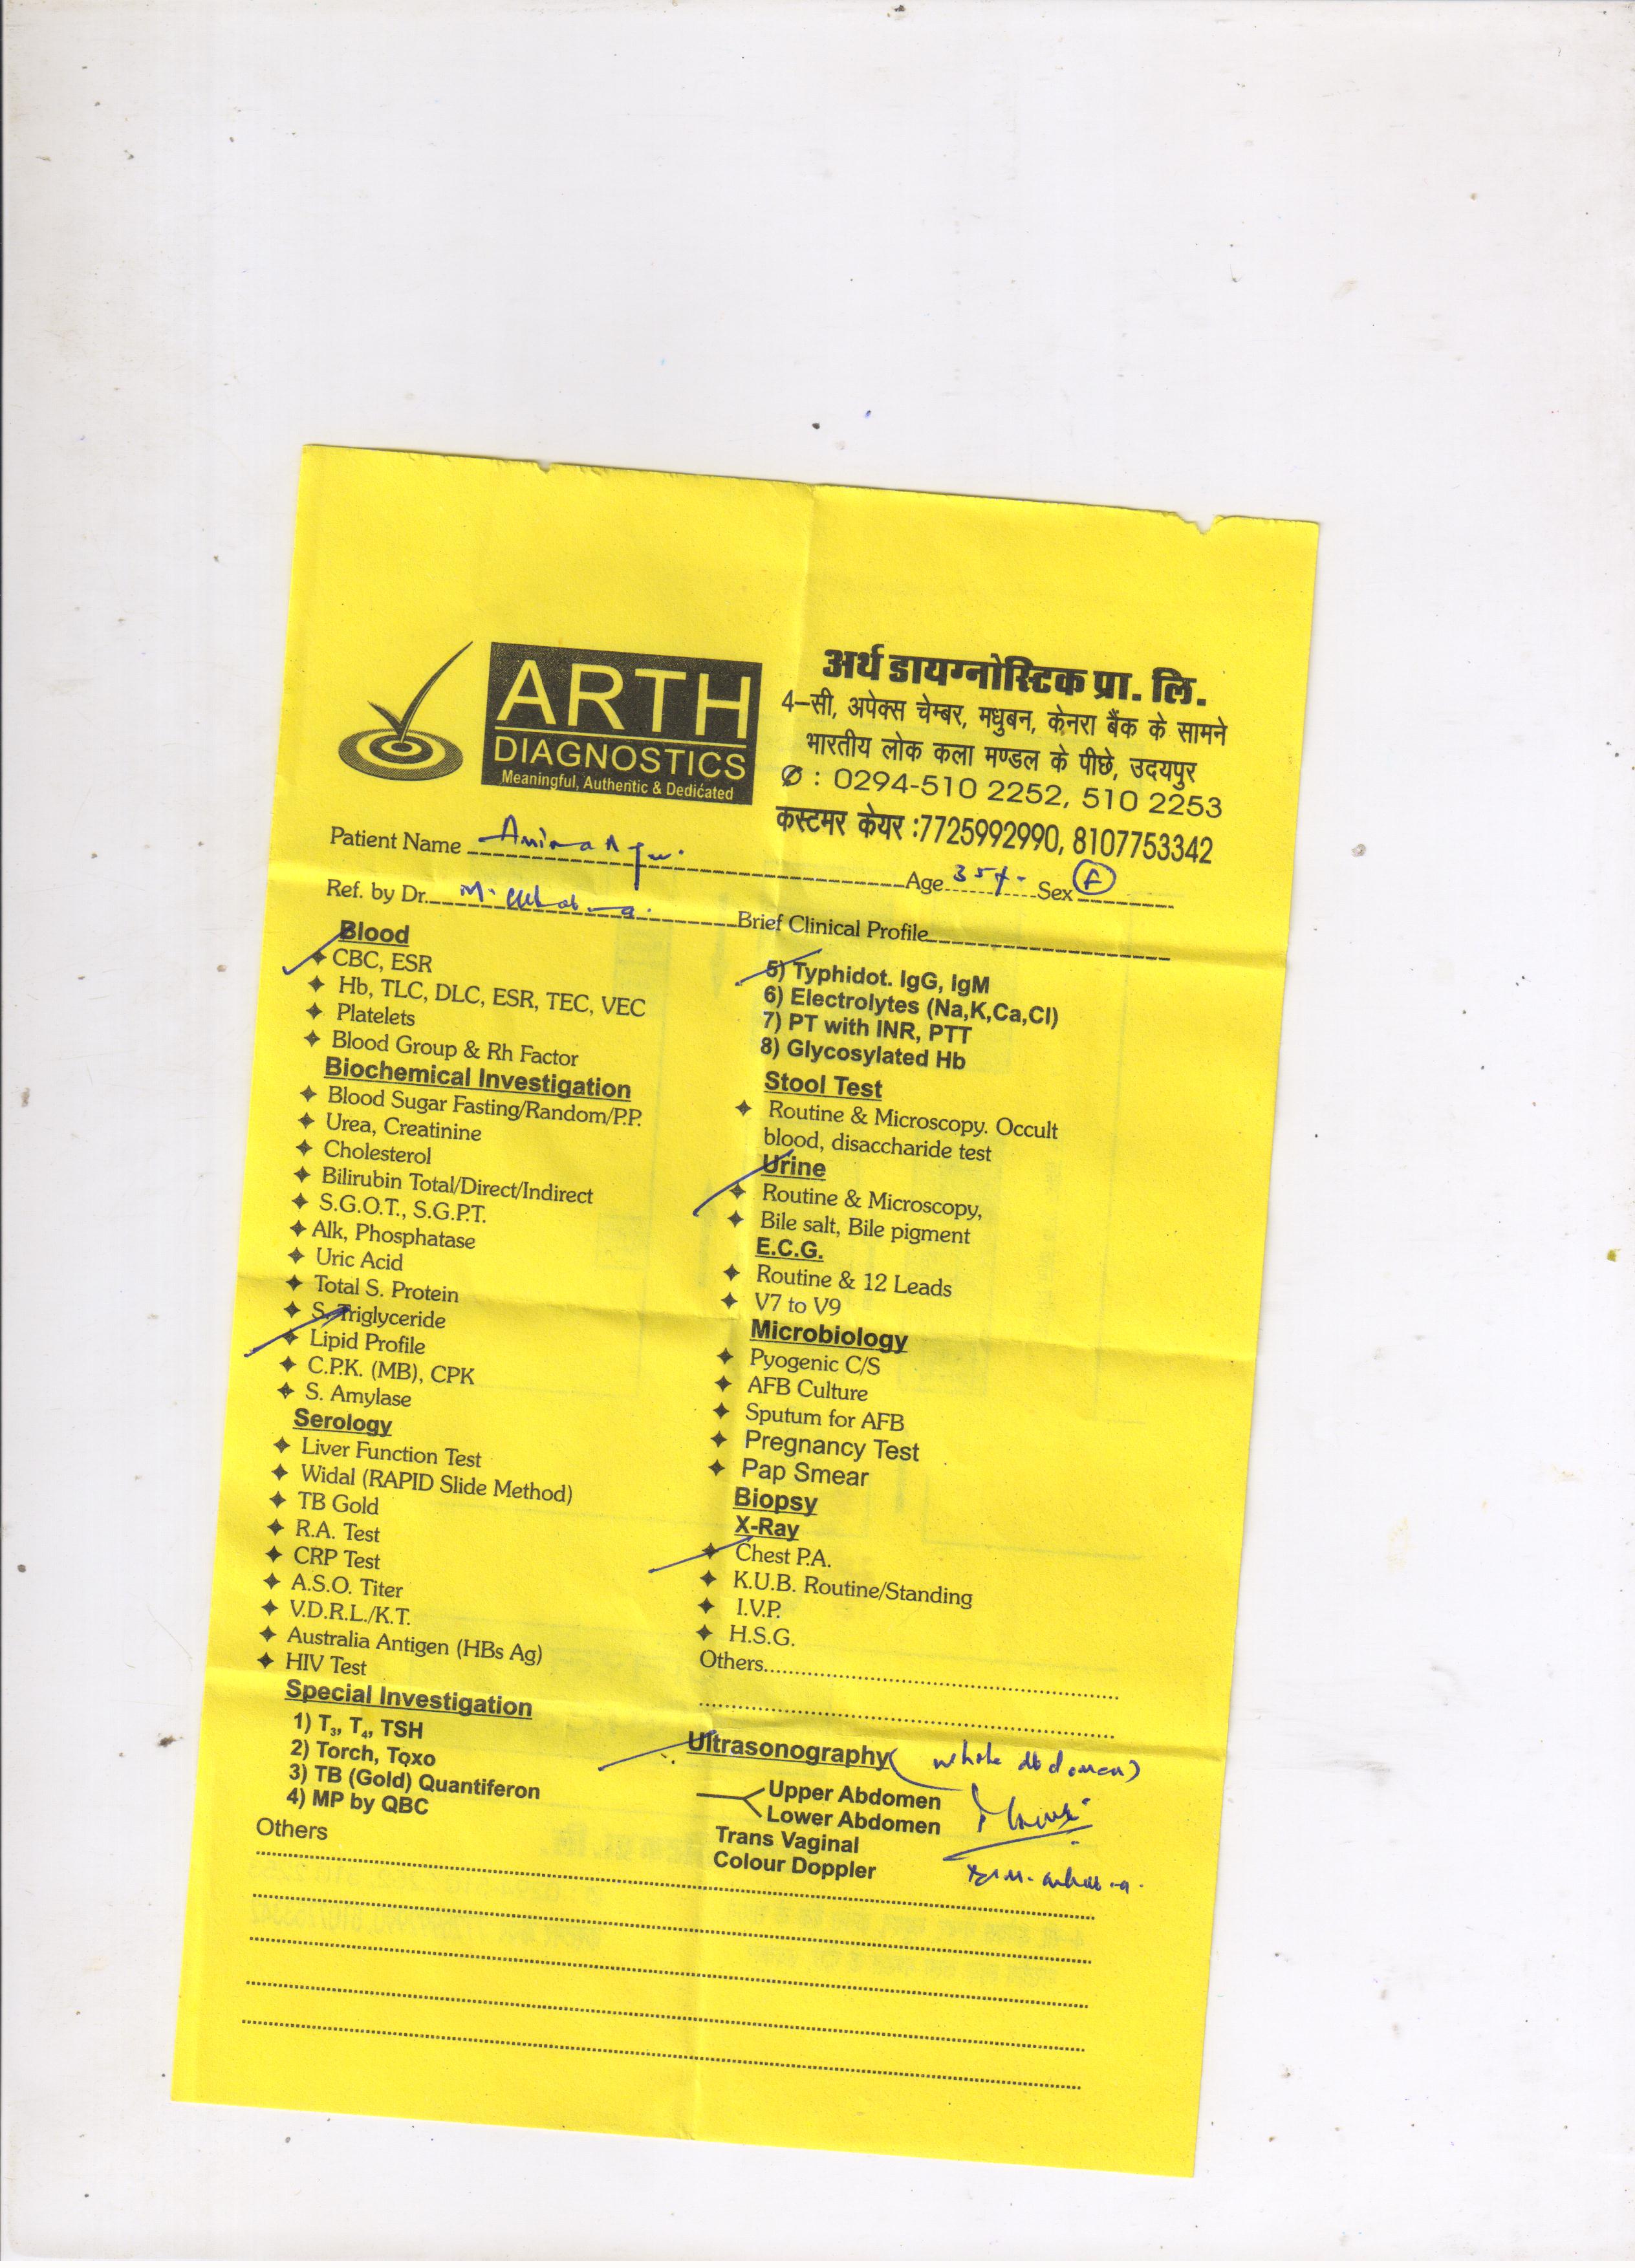 ARTH
DIAGNOSTICS
Meaningful, Authentic & Dedicated
अर्थ डायग्नोस्टिक प्रा. लि.
4–सी, अपेक्स चेम्बर, मधुबन, केनरा बैंक के सामने
भारतीय लोक कला मण्डल के पीछे, उदयपुर
✆ : 0294-510 2252, 510 2253
कस्टमर केयर :7725992990, 8107753342
Patient Name
Age 35 Sex F
Ref. by Dr. M.
Brief Clinical Profile
Blood
CBC, ESR
Hb, TLC, DLC, ESR, TEC, VEC
Platelets
Blood Group & Rh Factor
Biochemical Investigation
Blood Sugar Fasting/Random/P.P.
Urea, Creatinine
Cholesterol
Bilirubin Total/Direct/Indirect
S.G.O.T., S.G.P.T.
Alk, Phosphatase
Uric Acid
Total S. Protein
S. Triglyceride
Lipid Profile
C.P.K. (MB), CPK
S. Amylase
Serology
Liver Function Test
Widal (RAPID Slide Method)
TB Gold
R.A. Test
CRP Test
A.S.O. Titer
V.D.R.L./K.T.
Australia Antigen (HBs Ag)
HIV Test
Special Investigation
1) T3, T4, TSH
2) Torch, Toxo
3) TB (Gold) Quantiferon
4) MP by QBC
Others
5) Typhidot. IgG, IgM
6) Electrolytes (Na,K,Ca,Cl)
7) PT with INR, PTT
8) Glycosylated Hb
Stool Test
Routine & Microscopy. Occult
blood, disaccharide test
Urine
Routine & Microscopy,
Bile salt, Bile pigment
E.C.G.
Routine & 12 Leads
V7 to V9
Microbiology
Pyogenic C/S
AFB Culture
Sputum for AFB
Pregnancy Test
Pap Smear
Biopsy
X-Ray
Chest P.A.
K.U.B. Routine/Standing
I.V.P.
H.S.G.
Others
Ultrasonography (whole abdomen)
Upper Abdomen
Lower Abdomen
Trans Vaginal
Colour Doppler